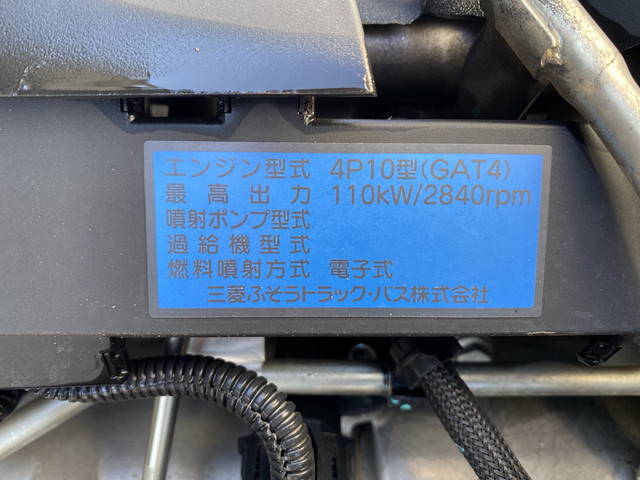 エンジン型式 4P10型(GAT4)
最高出力 110kW/2840rpm
噴射ポンプ型式
過給機型式
燃料噴射方式 電子式
三菱ふそうトラック・バス株式会社